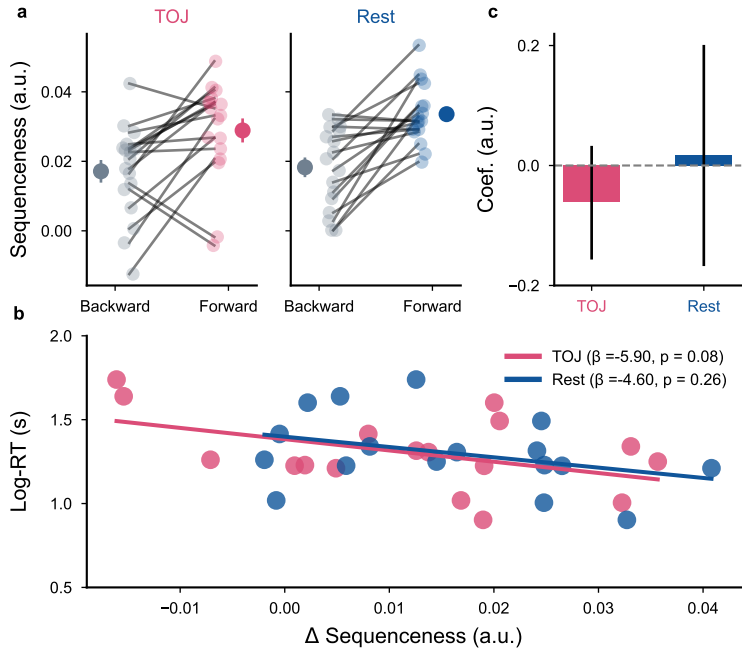 a
TOJ
Rest
c
Sequenceness (a.u.)
0.04
0.02
0.00
Backward
Forward
Backward
Forward
Coef. (a.u.)
0.2
0.0
−0.2
TOJ
Rest
b
Log-RT (s)
2.0
1.5
1.0
0.5
TOJ (β =-5.90, p = 0.08)
Rest (β =-4.60, p = 0.26)
−0.01
0.00
0.01
0.02
0.03
0.04
Δ Sequenceness (a.u.)